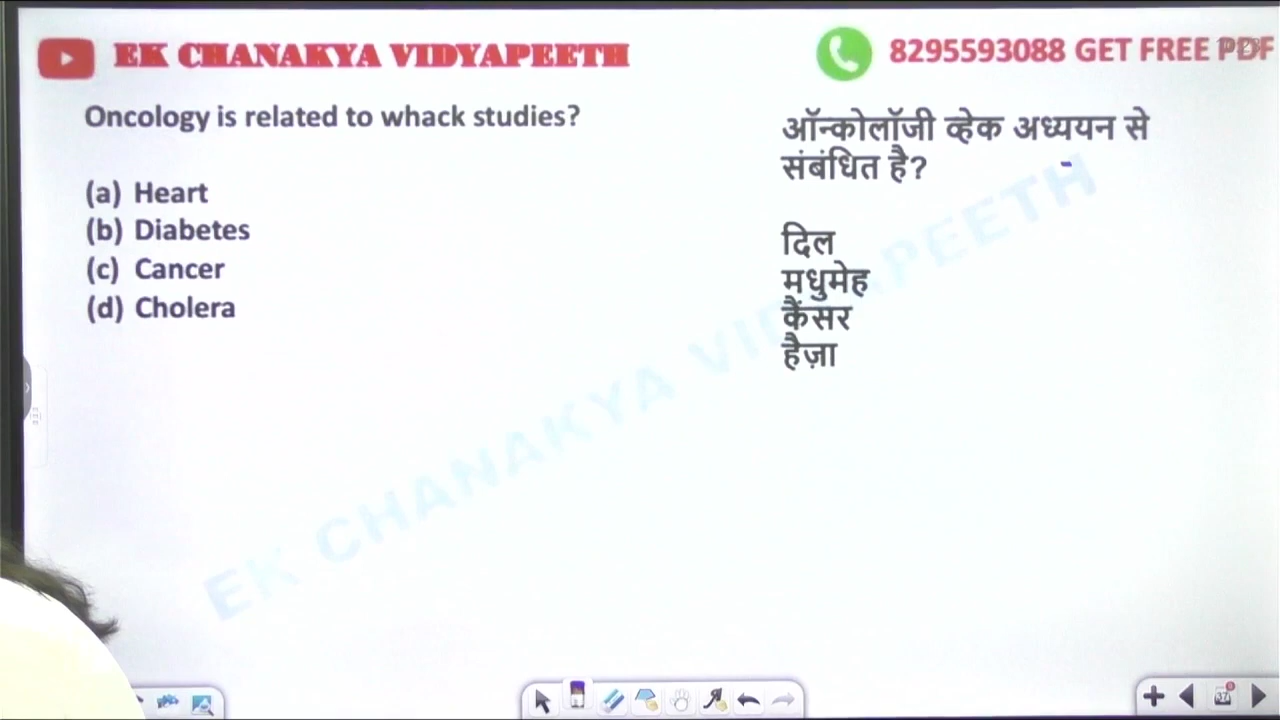 EK CHANAKYA VIDYAPEETH
8295593088 GET FREE PDF
Oncology is related to whack studies?
(a) Heart
(b) Diabetes
(c) Cancer
(d) Cholera
ऑन्कोलॉजी व्हेक अध्ययन से
संबंधित है?
दिल
मधुमेह
कैंसर
हैज़ा
EK CHANAKYA VIDYAPEETH
37